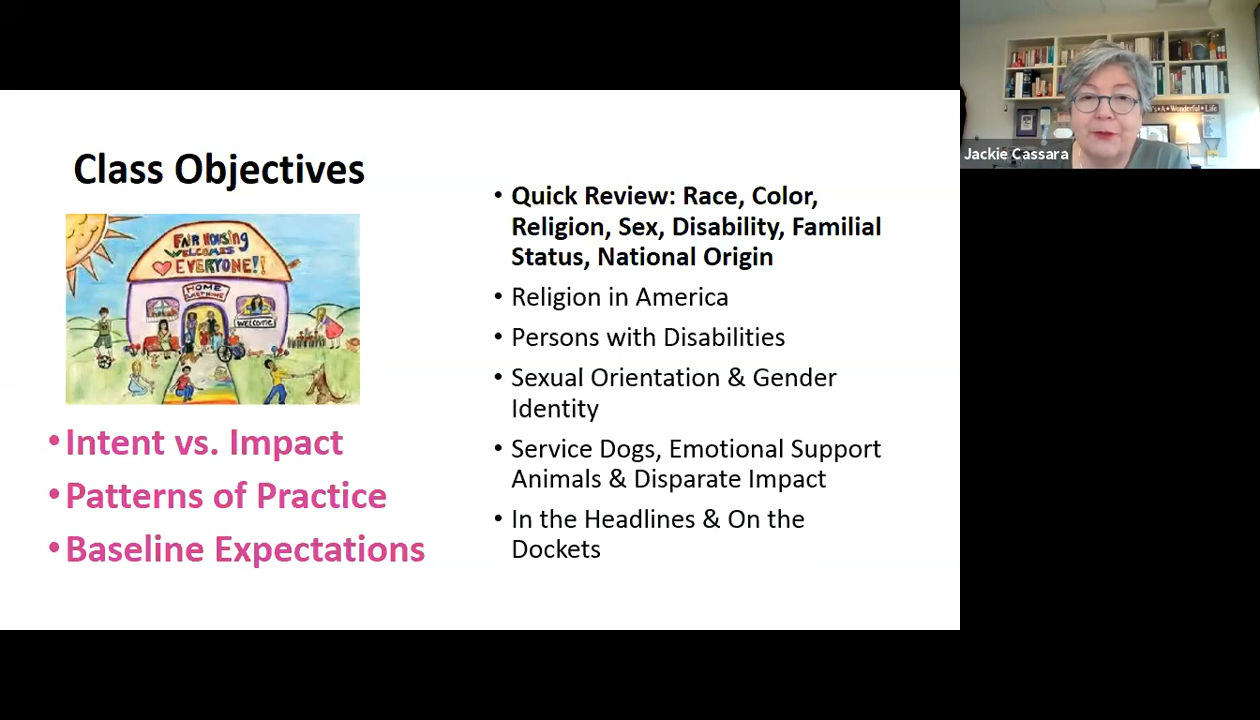 Class Objectives
FAIR HOUSING
WELCOMES
EVERYONE!!
HOME
WELCOME
• Intent vs. Impact
• Patterns of Practice
• Baseline Expectations
• Quick Review: Race, Color,
Religion, Sex, Disability, Familial
Status, National Origin
• Religion in America
• Persons with Disabilities
• Sexual Orientation & Gender
Identity
• Service Dogs, Emotional Support
Animals & Disparate Impact
• In the Headlines & On the
Dockets
Wonderful Life
Jackie Cassara